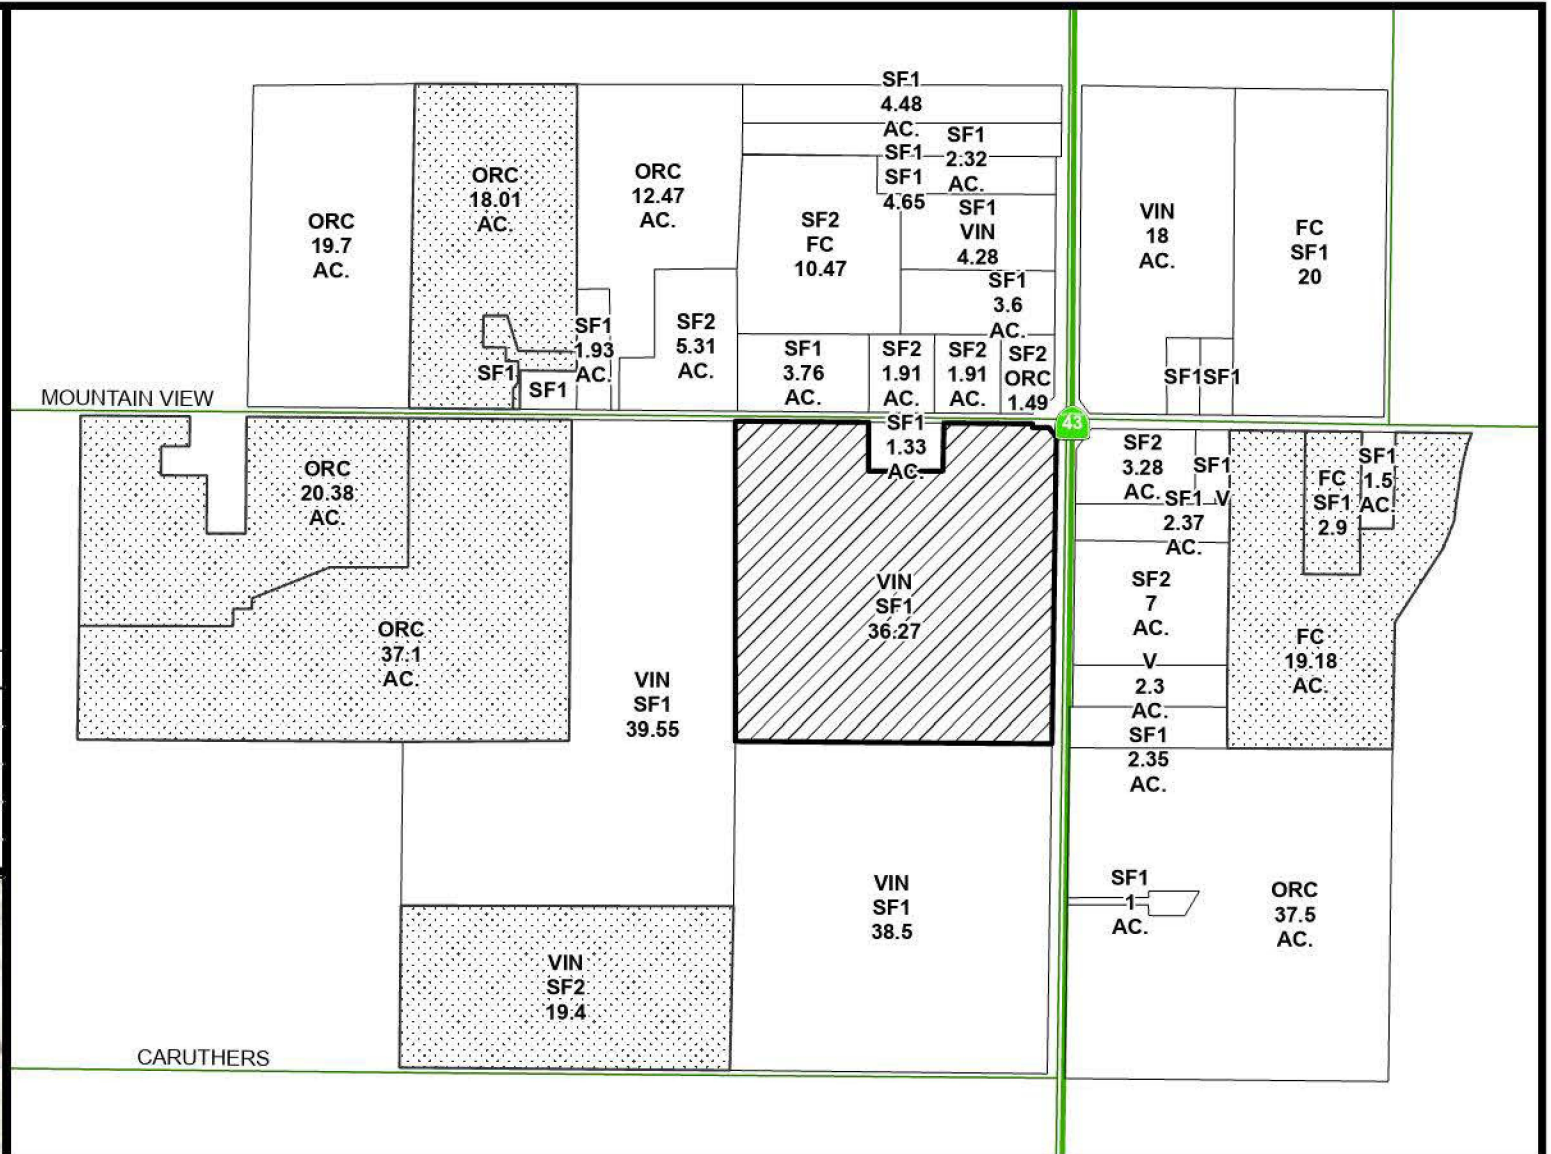 SF1
4.48
AC.
SF1
2.32
AC.
SF1
SF1
4.65
ORC
19.7
AC.
ORC
18.01
AC.
ORC
12.47
AC.
SF2
FC
10.47
SF1
VIN
4.28
SF1
3.6
AC.
VIN
18
AC.
FC
SF1
20
SF1
1.93
AC.
SF2
5.31
AC.
SF1
3.76
AC.
SF2
1.91
AC.
SF2
1.91
AC.
SF2
ORC
1.49
SF1
SF1
SF1
SF1
MOUNTAIN VIEW
43
SF1
1.33
AC.
ORC
20.38
AC.
SF2
3.28
AC.
SF1
V
SF1
2.37
AC.
FC
SF1
2.9
SF1
1.5
AC.
ORC
37.1
AC.
VIN
SF1
39.55
VIN
SF1
36.27
SF2
7
AC.
V
2.3
AC.
SF1
2.35
AC.
FC
19.18
AC.
VIN
SF1
38.5
SF1
1
AC.
ORC
37.5
AC.
VIN
SF2
19.4
CARUTHERS